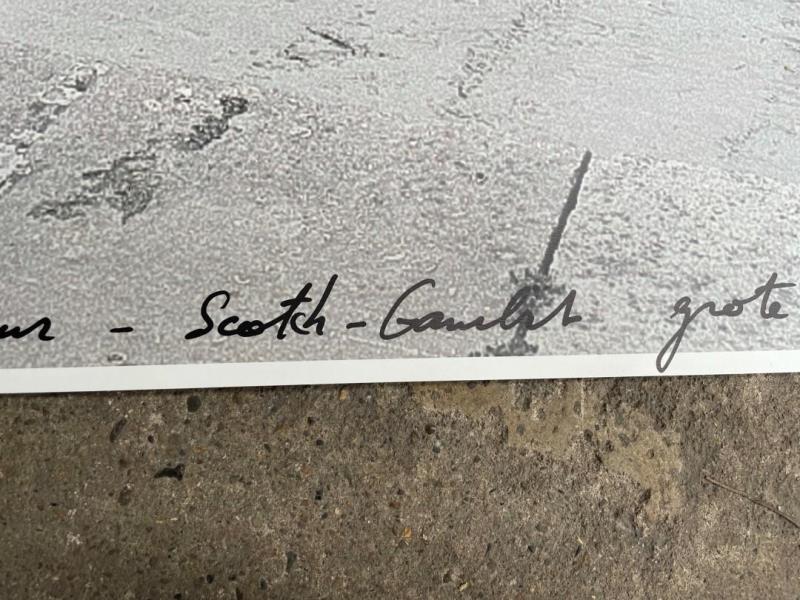 - Scotch - Gambit grote